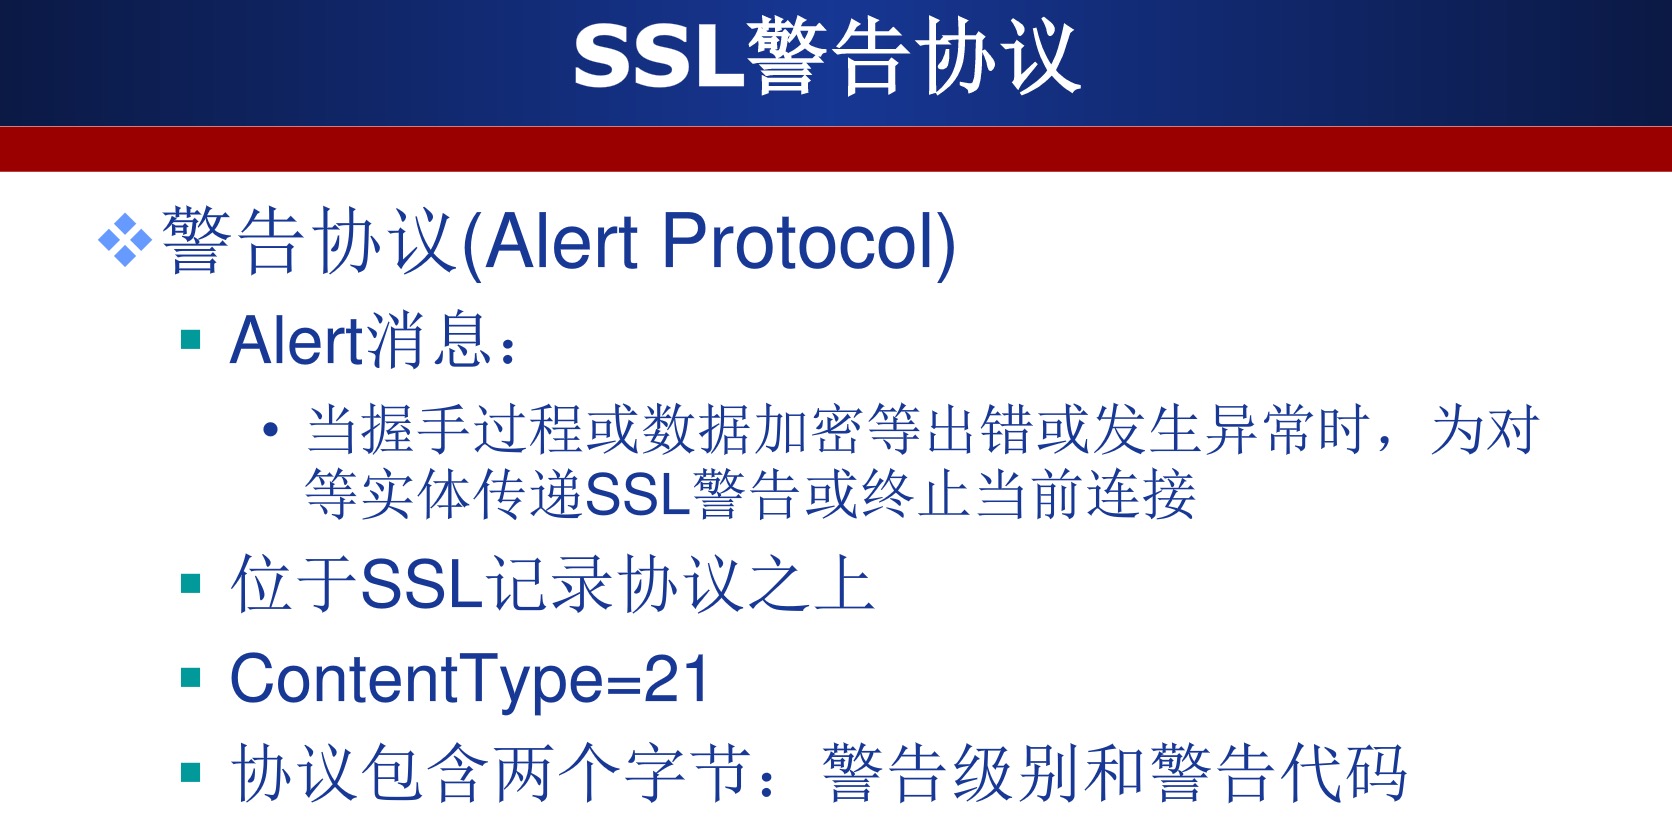 SSL警告协议
警告协议(Alert Protocol)
Alert消息：
当握手过程或数据加密等出错或发生异常时，为对
等实体传递SSL警告或终止当前连接
位于SSL记录协议之上
ContentType=21
协议包含两个字节：警告级别和警告代码